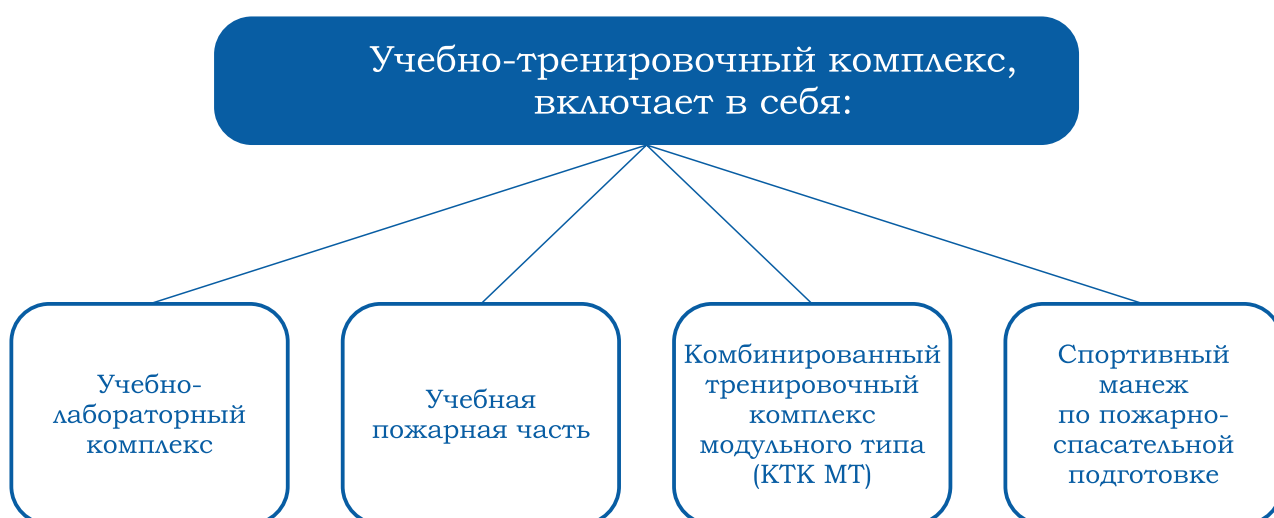 Учебно-тренировочный комплекс,
включает в себя:
Учебно-
лабораторный
комплекс
Учебная
пожарная часть
Комбинированный
тренировочный
комплекс
модульного типа
(КТК МТ)
Спортивный
манеж
по пожарно-
спасательной
подготовке